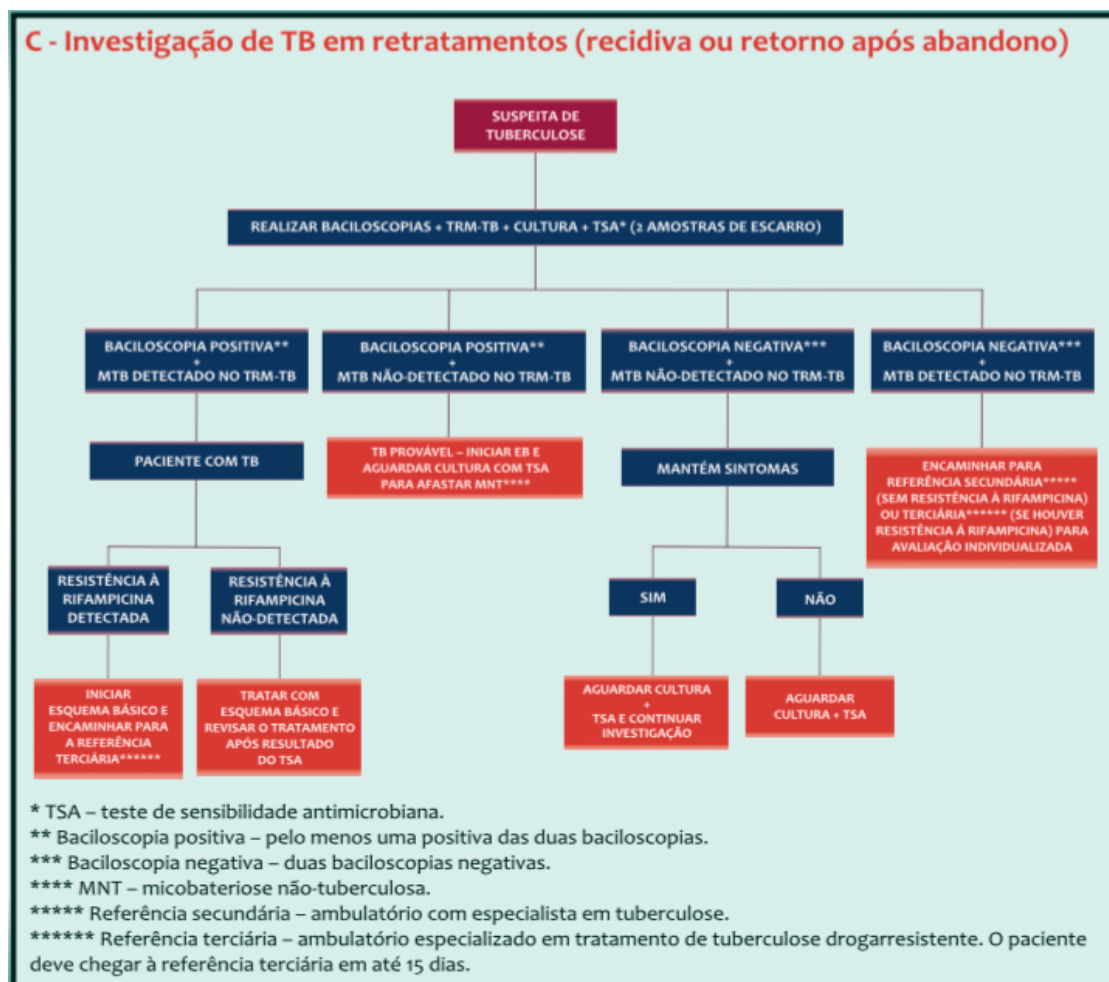 C - Investigação de TB em retratamentos (recidiva ou retorno após abandono)
SUSPEITA DE
TUBERCULOSE
REALIZAR BACILOSCOPIAS + TRM-TB + CULTURA + TSA* (2 AMOSTRAS DE ESCARRO)
BACILOSCOPIA POSITIVA**
+
MTB DETECTADO NO TRM-TB
BACILOSCOPIA POSITIVA**
+
MTB NÃO-DETECTADO NO TRM-TB
BACILOSCOPIA NEGATIVA***
+
MTB NÃO-DETECTADO NO TRM-TB
BACILOSCOPIA NEGATIVA***
+
MTB DETECTADO NO TRM-TB
PACIENTE COM TB
TB PROVÁVEL – INICIAR EB E
AGUARDAR CULTURA COM TSA
PARA AFASTAR MNT****
MANTÉM SINTOMAS
ENCAMINHAR PARA
REFERÊNCIA SECUNDÁRIA*****
(SEM RESISTÊNCIA À RIFAMPICINA)
OU TERCIÁRIA****** (SE HOUVER
RESISTÊNCIA Á RIFAMPICINA) PARA
AVALIAÇÃO INDIVIDUALIZADA
RESISTÊNCIA À
RIFAMPICINA
DETECTADA
RESISTÊNCIA À
RIFAMPICINA
NÃO-DETECTADA
SIM
NÃO
INICIAR
ESQUEMA BÁSICO E
ENCAMINHAR PARA
A REFERÊNCIA
TERCIÁRIA******
TRATAR COM
ESQUEMA BÁSICO E
REVISAR O TRATAMENTO
APÓS RESULTADO
DO TSA
AGUARDAR CULTURA
+
TSA E CONTINUAR
INVESTIGAÇÃO
AGUARDAR
CULTURA + TSA
* TSA – teste de sensibilidade antimicrobiana.
** Baciloscopia positiva – pelo menos uma positiva das duas baciloscopias.
*** Baciloscopia negativa – duas baciloscopias negativas.
**** MNT – micobateriose não-tuberculosa.
***** Referência secundária – ambulatório com especialista em tuberculose.
****** Referência terciária – ambulatório especializado em tratamento de tuberculose drogarresistente. O paciente
deve chegar à referência terciária em até 15 dias.